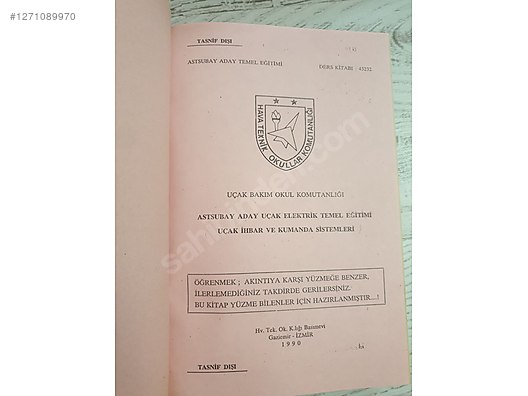 #1271089970
TASNİF DIŞI
ASTSUBAY ADAY TEMEL EĞİTİMİ DERS KİTABI - 43232
HAVA TEKNİK OKULLAR KOMUTANLIĞI
UÇAK BAKIM OKUL KOMUTANLIĞI
ASTSUBAY ADAY UÇAK ELEKTRİK TEMEL EĞİTİMİ
UÇAK İHBAR VE KUMANDA SİSTEMLERİ
sahibinden.com
ÖĞRENMEK ; AKINTIYA KARŞI YÜZMEĞE BENZER,
İLERLEMEDİĞİNİZ TAKDİRDE GERİLERSİNİZ.
BU KİTAP YÜZME BİLENLER İÇİN HAZIRLANMIŞTIR....!
Hv. Tek. Ok. K.lığı Basımevi
Gaziemir - İZMİR
1990
TASNİF DIŞI